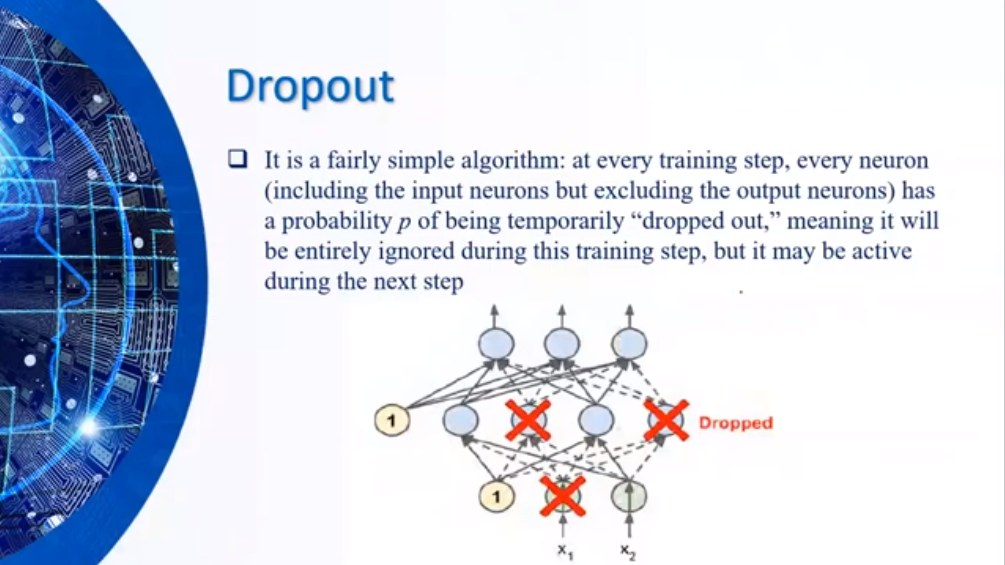 Dropout
It is a fairly simple algorithm: at every training step, every neuron
(including the input neurons but excluding the output neurons) has
a probability p of being temporarily “dropped out,” meaning it will
be entirely ignored during this training step, but it may be active
during the next step
1
Dropped
1
x₁ x₂